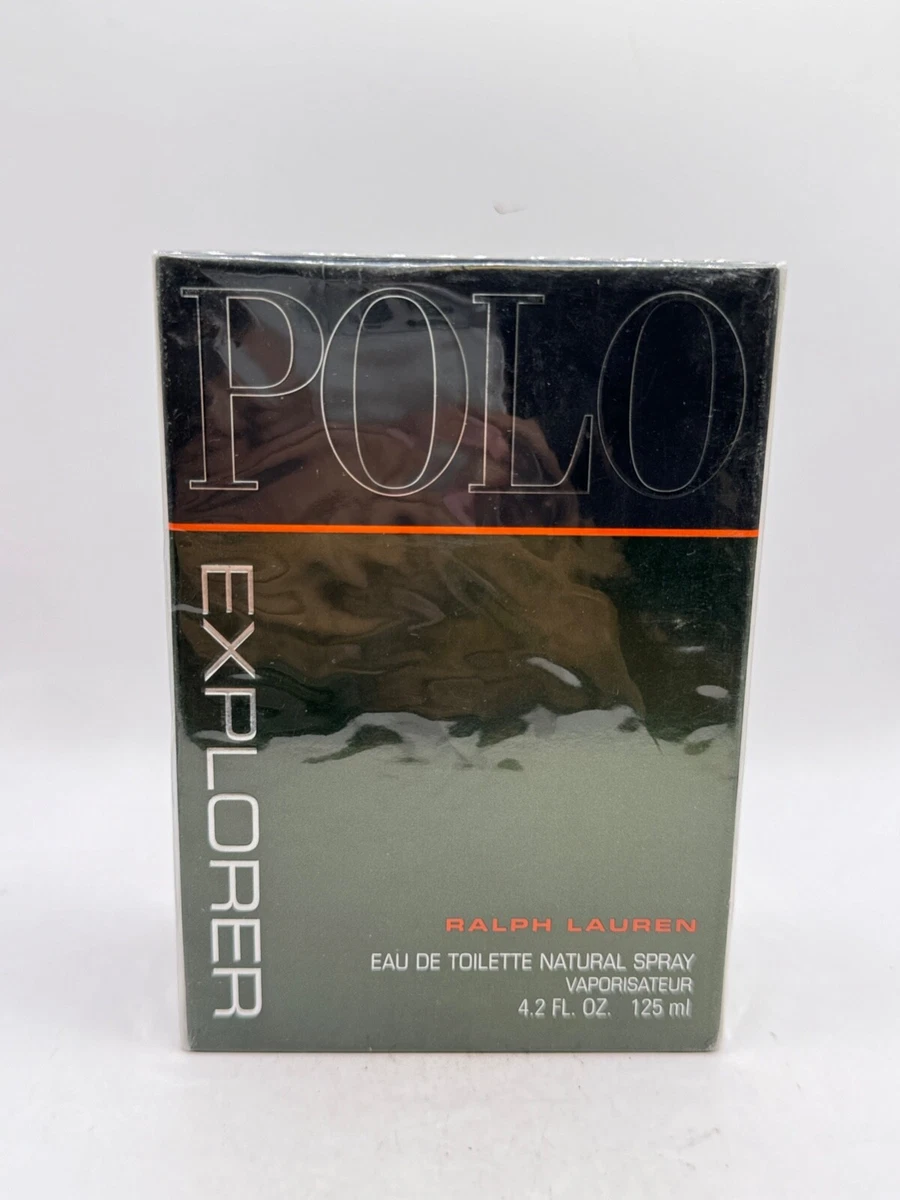 POLO
EXPLORER
RALPH LAUREN
EAU DE TOILETTE NATURAL SPRAY
VAPORISATEUR
4.2 FL. OZ. 125 ml